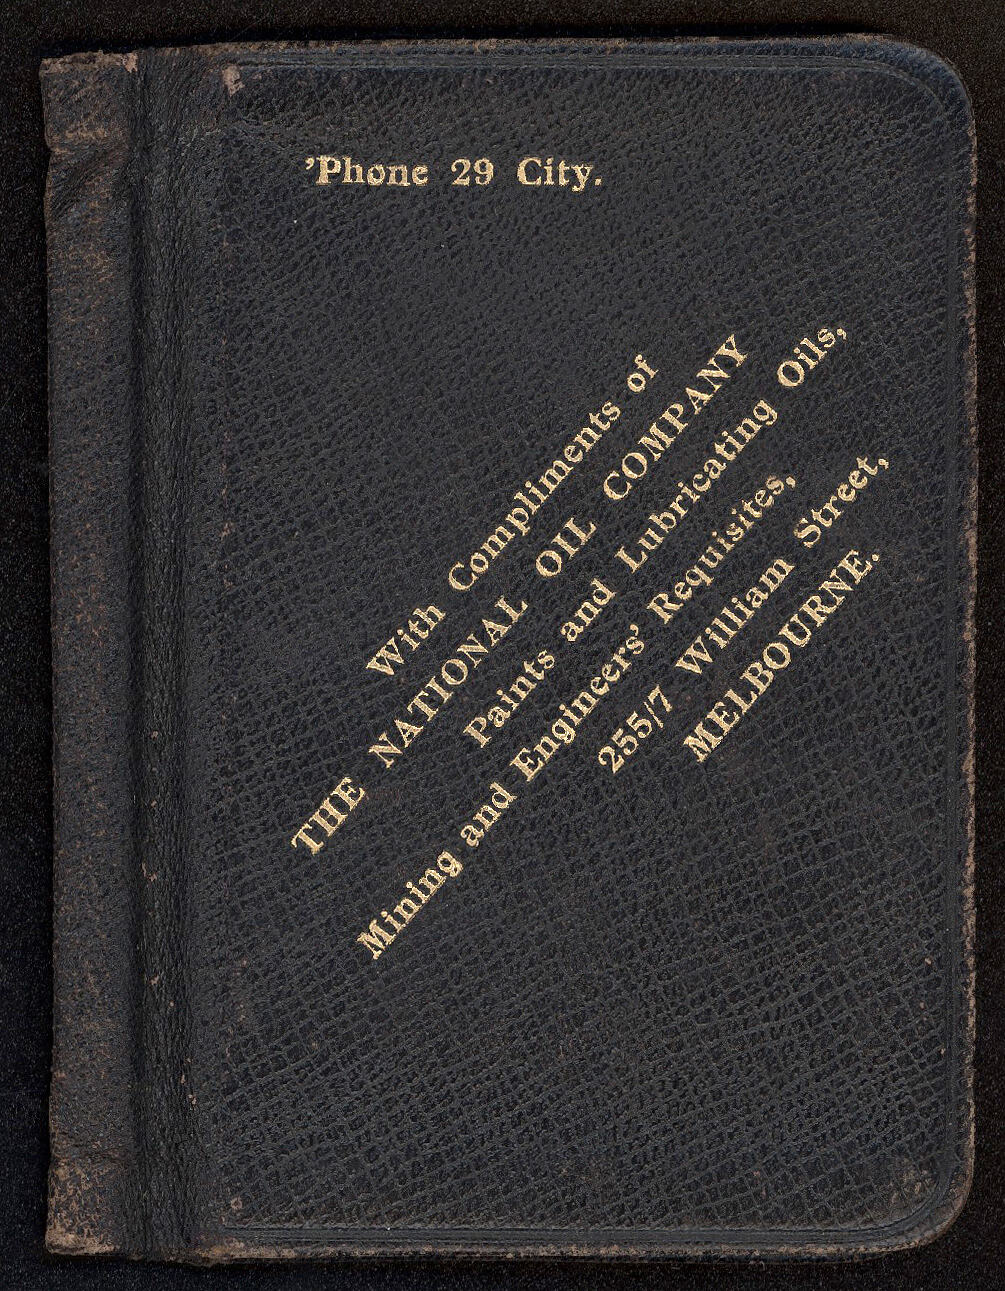 'Phone 29 City.
With Compliments of
THE NATIONAL OIL COMPANY
Paints and Lubricating Oils,
Mining and Engineers' Requisites,
255/7 William Street,
MELBOURNE.